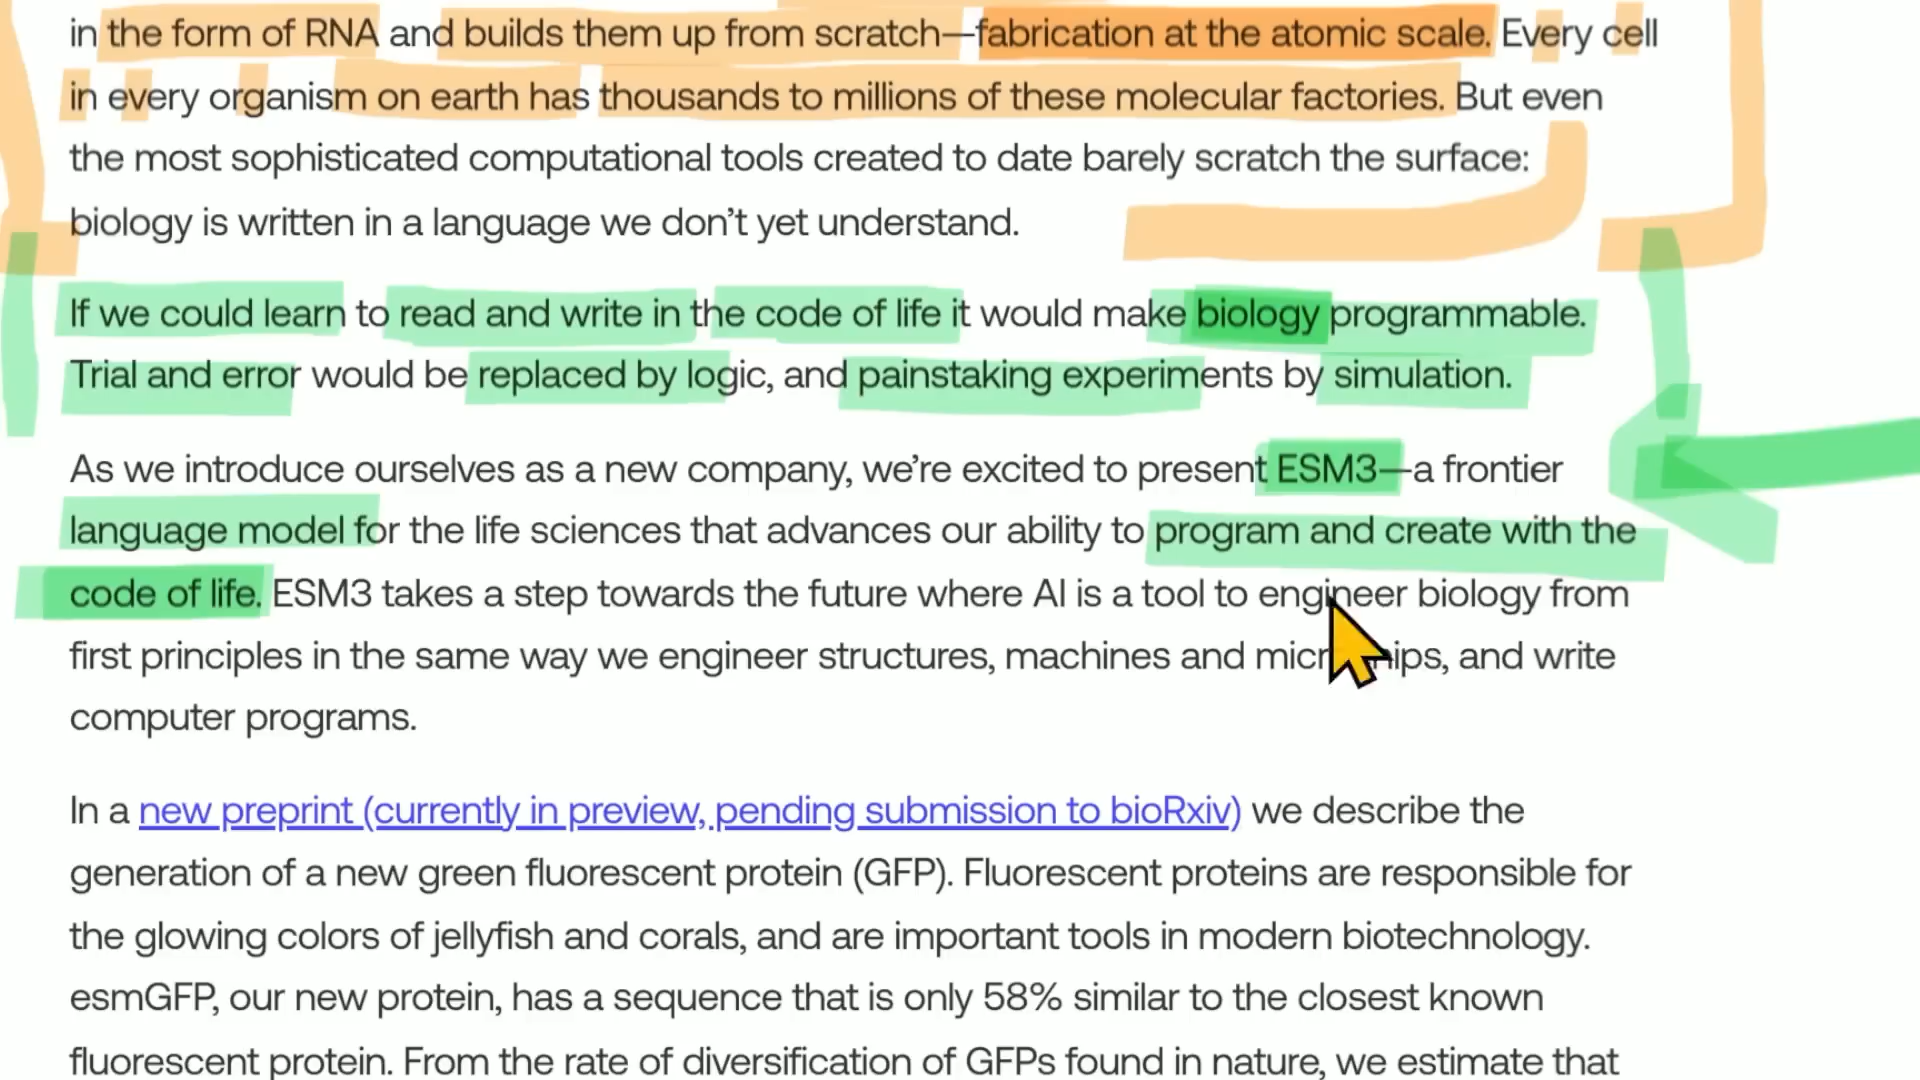 in the form of RNA and builds them up from scratch—fabrication at the atomic scale. Every cell
in every organism on earth has thousands to millions of these molecular factories. But even
the most sophisticated computational tools created to date barely scratch the surface:
biology is written in a language we don’t yet understand.
If we could learn to read and write in the code of life it would make biology programmable.
Trial and error would be replaced by logic, and painstaking experiments by simulation.
As we introduce ourselves as a new company, we’re excited to present ESM3—a frontier
language model for the life sciences that advances our ability to program and create with the
code of life. ESM3 takes a step towards the future where AI is a tool to engineer biology from
first principles in the same way we engineer structures, machines and microchips, and write
computer programs.
In a new preprint (currently in preview, pending submission to bioRxiv) we describe the
generation of a new green fluorescent protein (GFP). Fluorescent proteins are responsible for
the glowing colors of jellyfish and corals, and are important tools in modern biotechnology.
esmGFP, our new protein, has a sequence that is only 58% similar to the closest known
fluorescent protein. From the rate of diversification of GFPs found in nature, we estimate that